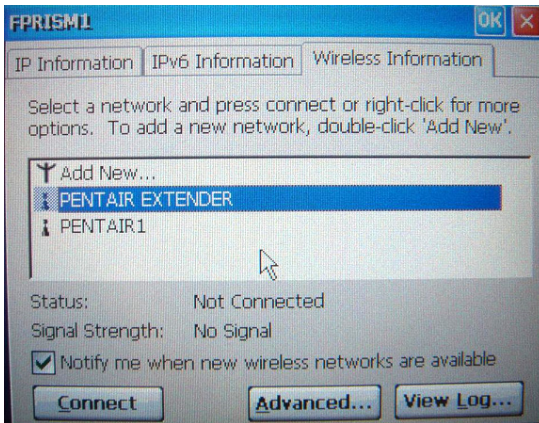 FPRISM1 OK
IP Information IPv6 Information Wireless Information
Select a network and press connect or right-click for more
options. To add a new network, double-click 'Add New'.
Add New...
PENTAIR EXTENDER
PENTAIR1
Status: Not Connected
Signal Strength: No Signal
Notify me when new wireless networks are available
Connect Advanced... View Log...